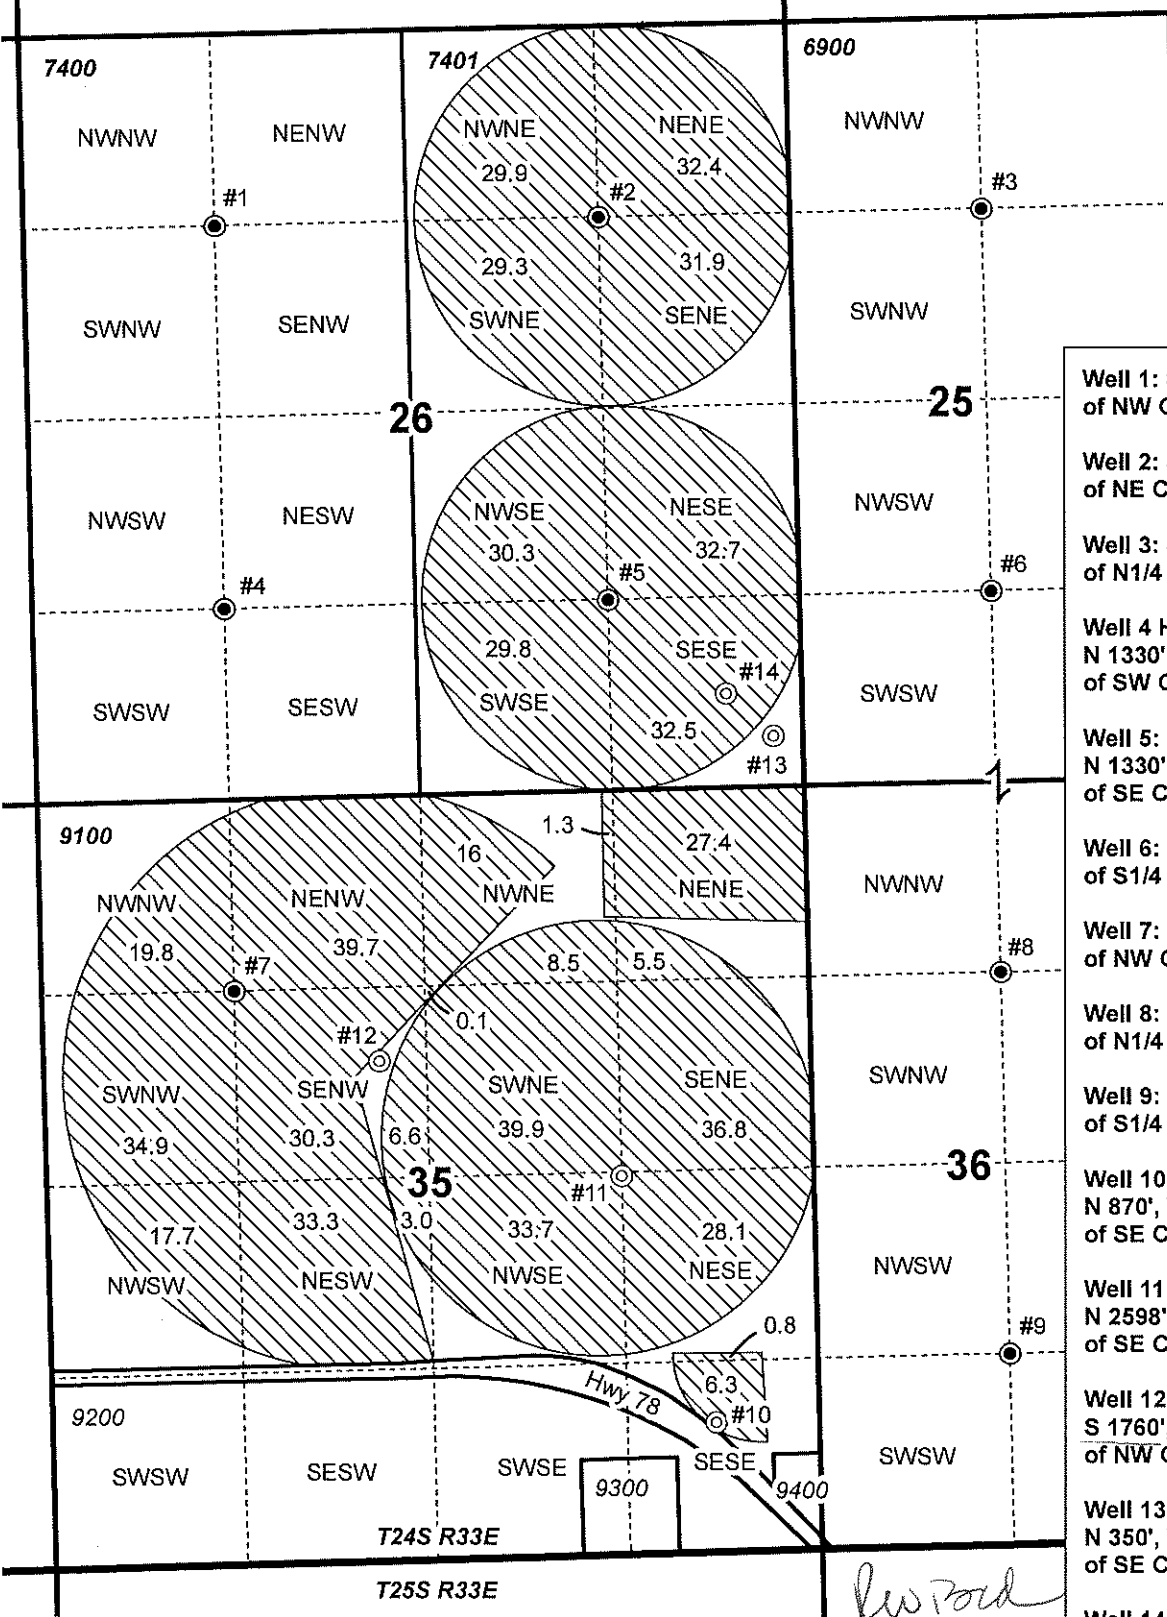 7400
7401
6900
NWNW
NENW
NWNE
29.9
NENE
32.4
NWNW
#1
#2
#3
29.3
SWNE
31.9
SENE
SWNW
SENW
SWNW
26
25
NWSW
NESW
NWSE
30.3
NESE
32.7
NWSW
#4
#5
#6
29.8
SWSE
SESE
#14
32.5
#13
SWSW
SESW
SWSW
9100
1.3
16
27.4
NENE
NWNW
19.8
NENW
39.7
NWNE
NWNW
#7
8.5
5.5
#8
0.1
#12
SWNW
34.9
SENW
30.3
6.6
SWNE
39.9
SENE
36.8
SWNW
35
#11
36
17.7
NWSW
33.3
NESW
3.0
33.7
NWSE
28.1
NESE
NWSW
0.8
#9
6.3
#10
Hwy 78
9200
SWSW
SESW
SWSE
SESE
SWSW
9300
9400
T24S R33E
T25S R33E
Well 1:
of NW
Well 2:
of NE
Well 3:
of N1/4
Well 4
N 1330'
of SW
Well 5:
N 1330'
of SE
Well 6:
of S1/4
Well 7:
of NW
Well 8:
of N1/4
Well 9:
of S1/4
Well 10
N 870',
of SE
Well 11
N 2598'
of SE
Well 12
S 1760'
of NW
Well 13
N 350',
of SE